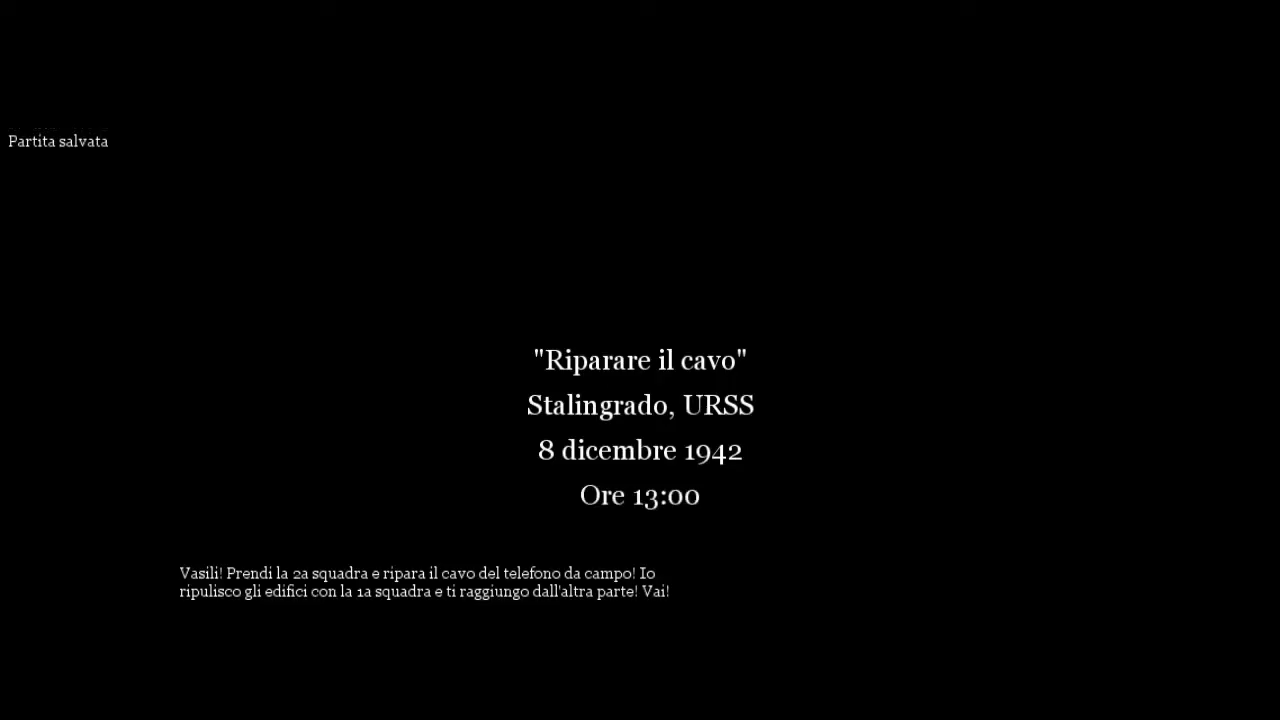 Partita salvata
"Riparare il cavo"
Stalingrado, URSS
8 dicembre 1942
Ore 13:00
Vasili! Prendi la 2a squadra e ripara il cavo del telefono da campo! Io
ripulisco gli edifici con la 1a squadra e ti raggiungo dall'altra parte! Vai!